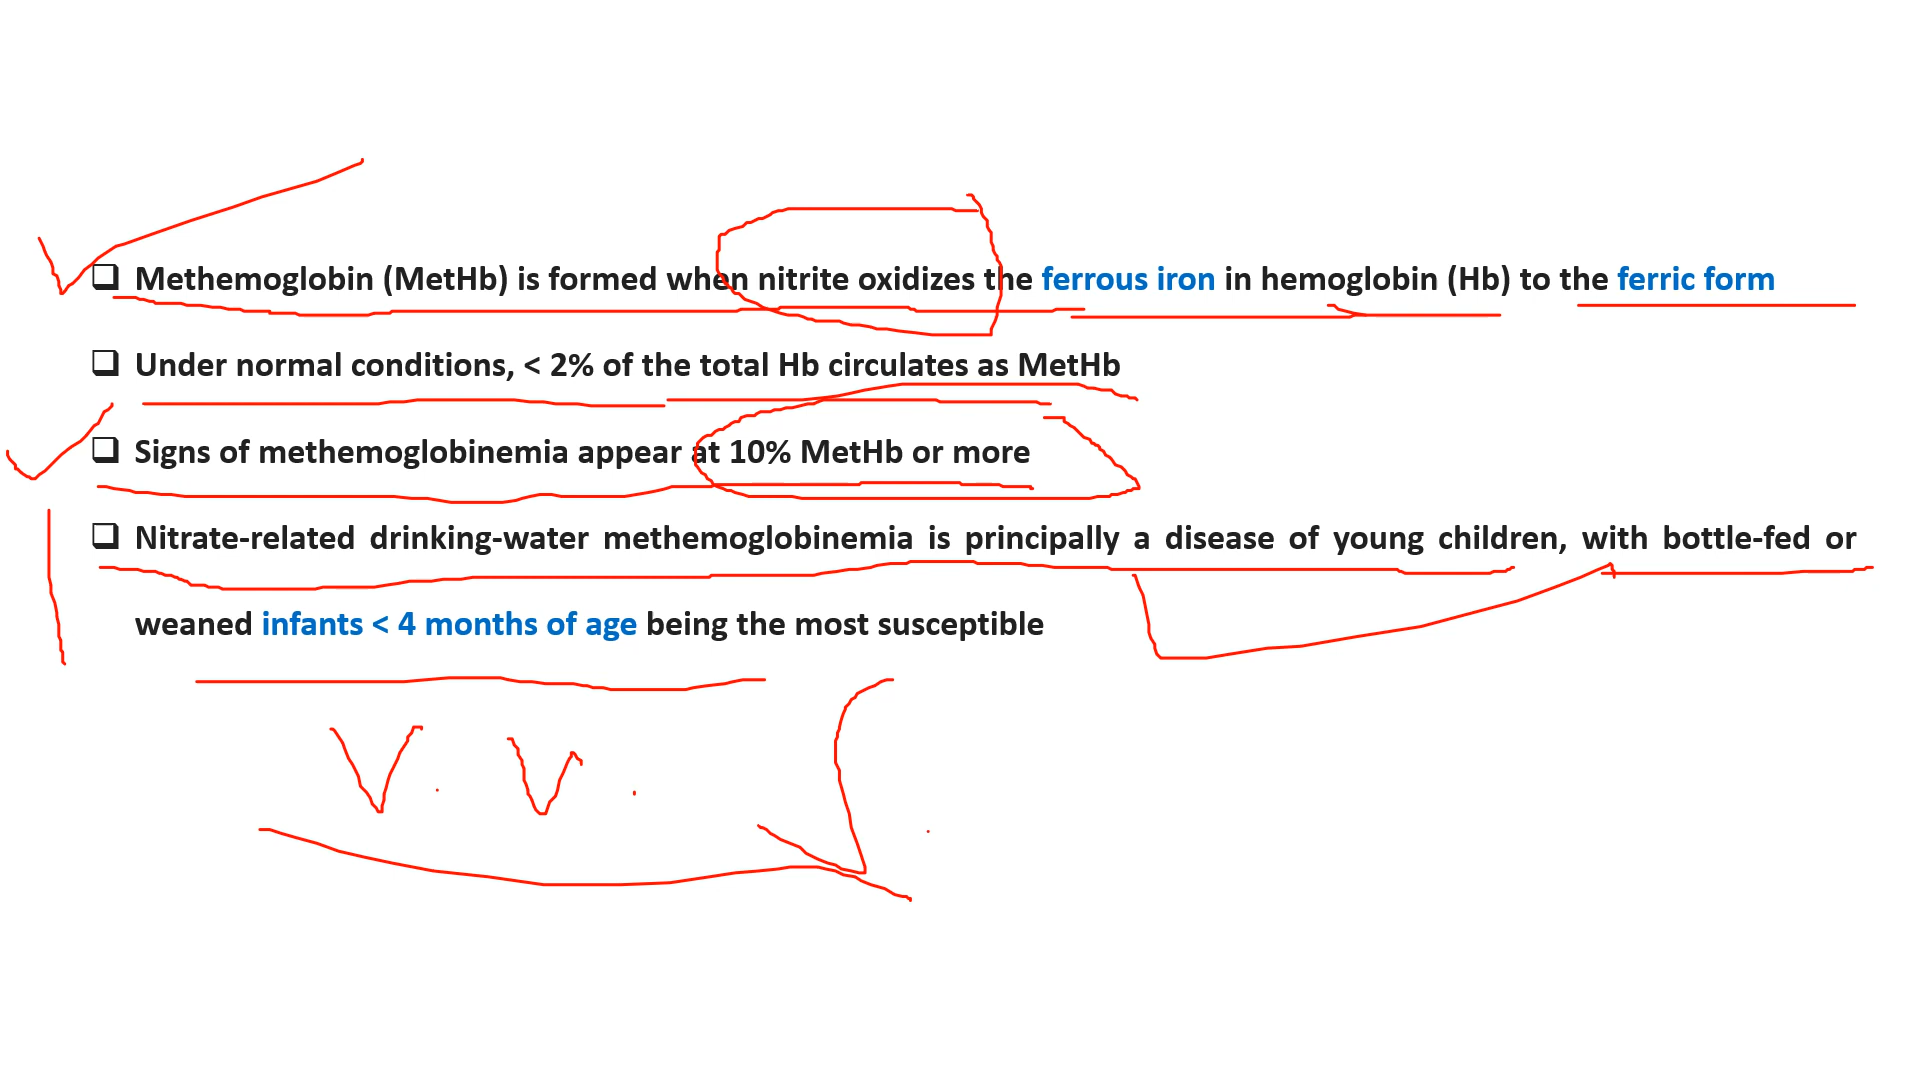 ❑ Methemoglobin (MetHb) is formed when nitrite oxidizes the ferrous iron in hemoglobin (Hb) to the ferric form
❑ Under normal conditions, < 2% of the total Hb circulates as MetHb
❑ Signs of methemoglobinemia appear at 10% MetHb or more
❑ Nitrate-related drinking-water methemoglobinemia is principally a disease of young children, with bottle-fed or
weaned infants < 4 months of age being the most susceptible
V. V.